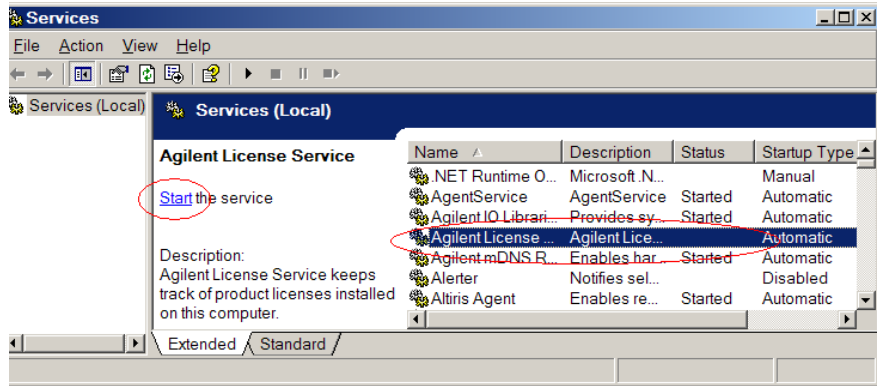 Services
File Action View Help
Services (Local)
Services (Local)
Agilent License Service
Start the service
Description:
Agilent License Service keeps
track of product licenses installed
on this computer.
Name Description Status Startup Type
.NET Runtime O... Microsoft .N... Manual
AgentService AgentService Started Automatic
Agilent IO Librari... Provides sy... Started Automatic
Agilent License ... Agilent Lice... Automatic
Agilent mDNS R... Enables har... Started Automatic
Alerter Notifies sel... Disabled
Altiris Agent Enables re... Started Automatic
Extended Standard